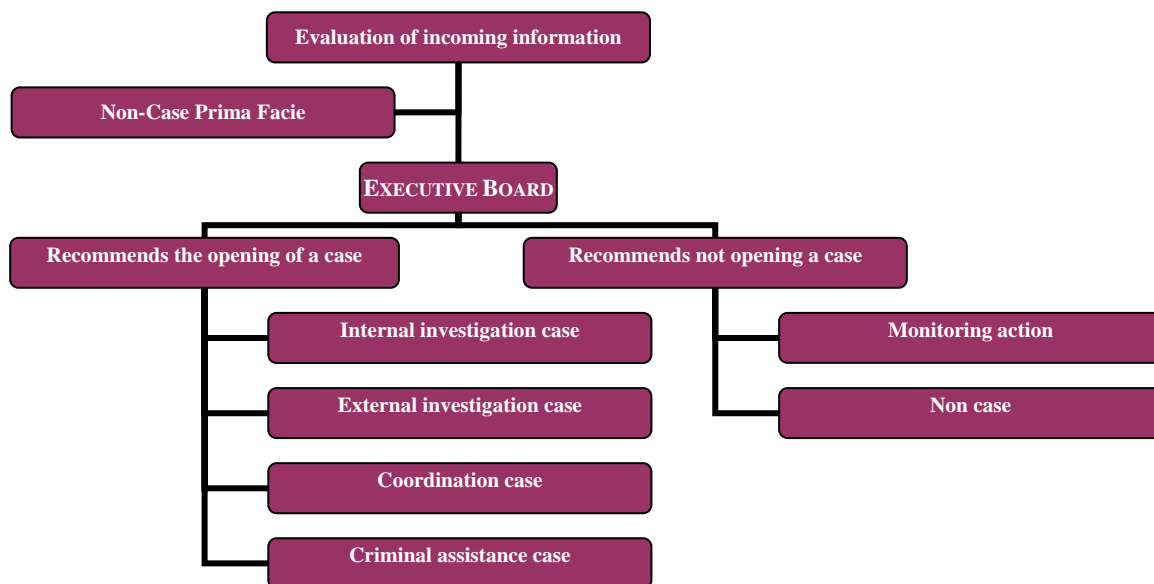 Evaluation of incoming information
Non-Case Prima Facie
EXECUTIVE BOARD
Recommends the opening of a case
Recommends not opening a case
Internal investigation case
Monitoring action
External investigation case
Non case
Coordination case
Criminal assistance case